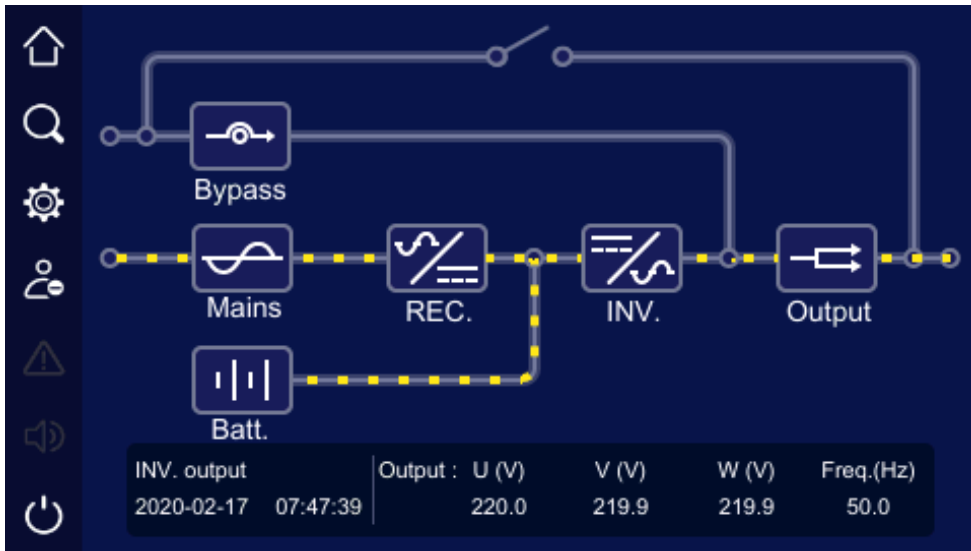 Bypass
Mains
REC.
INV.
Output
Batt.
INV. output
2020-02-17 07:47:39
Output : U (V) V (V) W (V) Freq.(Hz)
220.0 219.9 219.9 50.0